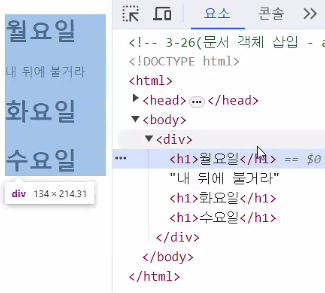 월요일
내 뒤에 불거라
화요일
수요일
div 134 × 214.31
요소 콘솔
<!-- 3-26(문서 객체 삽입 - a
<!DOCTYPE html>
<html>
<head> ⋯ </head>
<body>
<div>
⋯ <h1>월요일</h1> == $0
"내 뒤에 불거라"
<h1>화요일</h1>
<h1>수요일</h1>
</div>
</body>
</html>